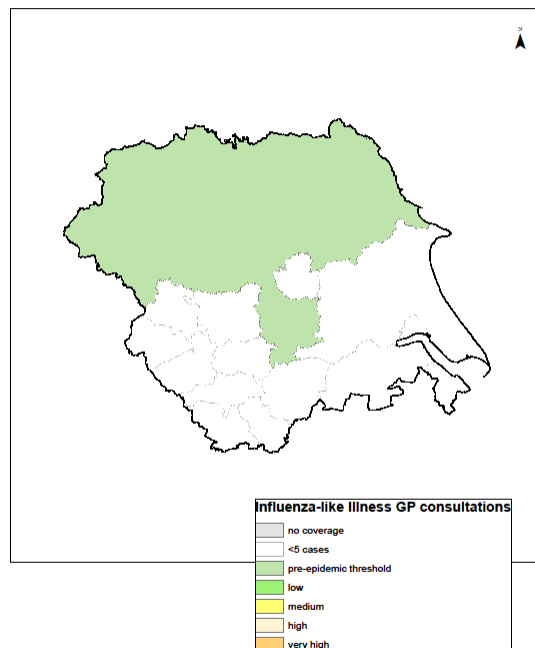 N
Influenza-like Illness GP consultations
no coverage
<5 cases
pre-epidemic threshold
low
medium
high
very high